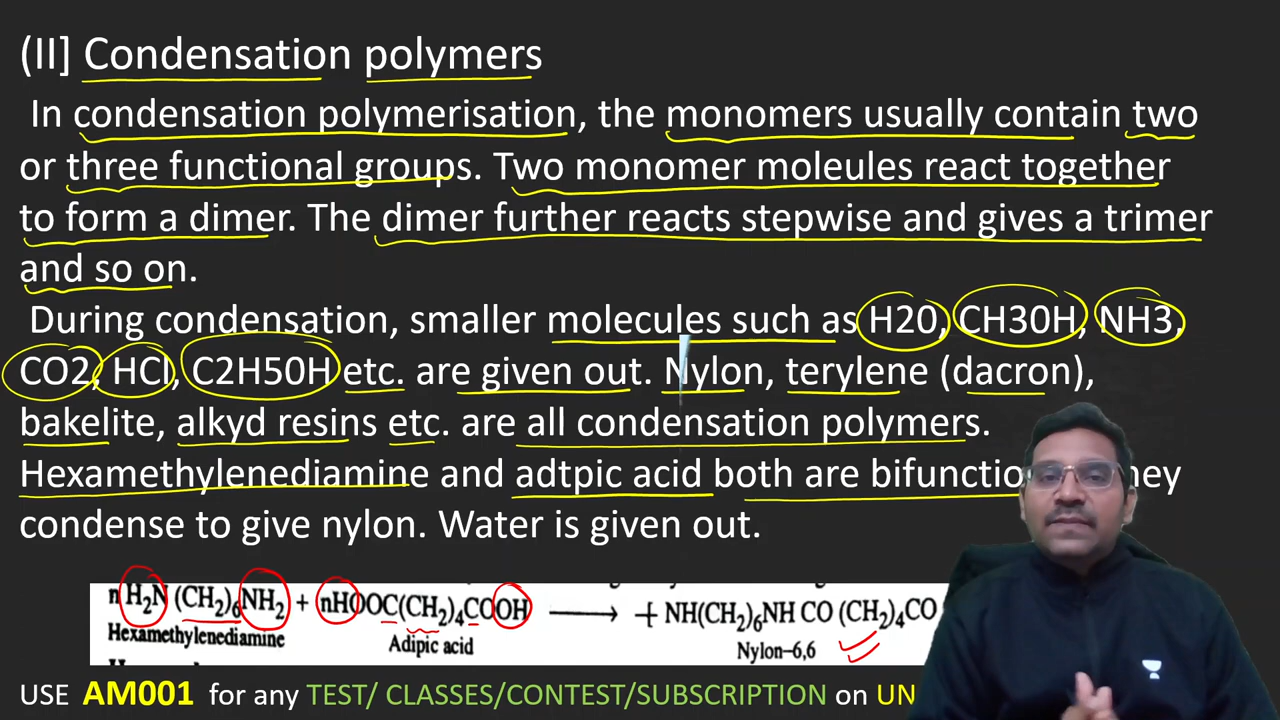 (II] Condensation polymers
In condensation polymerisation, the monomers usually contain two
or three functional groups. Two monomer moleules react together
to form a dimer. The dimer further reacts stepwise and gives a trimer
and so on.
During condensation, smaller molecules such as H20, CH30H, NH3,
CO2, HCl, C2H50H etc. are given out. Nylon, terylene (dacron),
bakelite, alkyd resins etc. are all condensation polymers.
Hexamethylenediamine and adtpic acid both are bifunctio hey
condense to give nylon. Water is given out.
nH₂N (CH₂)₆NH₂ + nHOOC(CH₂)₄COOH ⟶ + NH(CH₂)₆NH CO (CH₂)₄CO
Hexamethylenediamine Adipic acid Nylon–6,6
USE AM001 for any TEST/ CLASSES/CONTEST/SUBSCRIPTION on UN